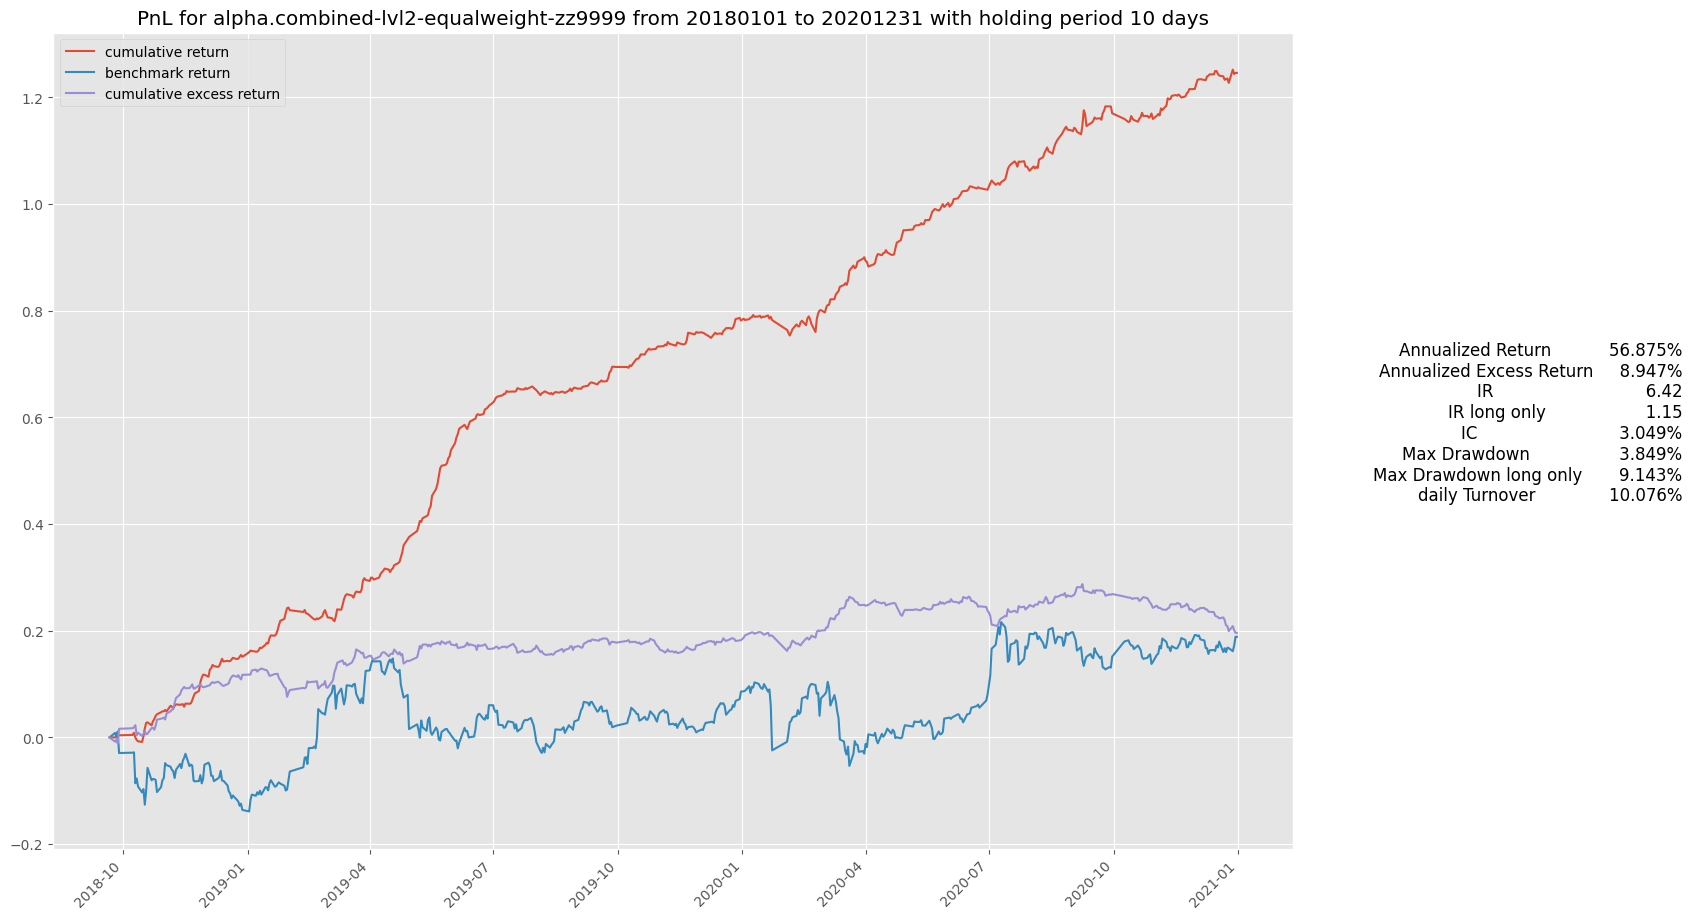 PnL for alpha.combined-lvl2-equalweight-zz9999 from 20180101 to 20201231 with holding period 10 days
cumulative return
benchmark return
cumulative excess return
1.2
1.0
0.8
0.6
0.4
0.2
0.0
−0.2
2018-10
2019-01
2019-04
2019-07
2019-10
2020-01
2020-04
2020-07
2020-10
2021-01
Annualized Return 56.875%
Annualized Excess Return 8.947%
IR 6.42
IR long only 1.15
IC 3.049%
Max Drawdown 3.849%
Max Drawdown long only 9.143%
daily Turnover 10.076%